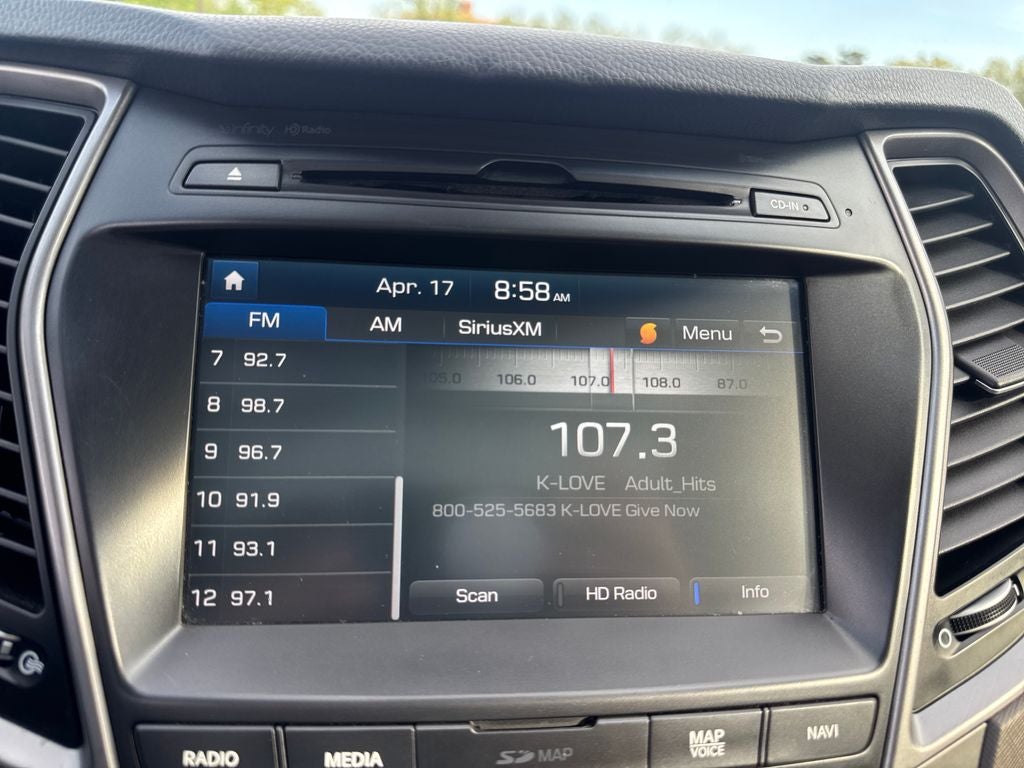 infinity HD Radio
CD-IN
Apr. 17 8:58 AM
FM AM SiriusXM Menu
105.0 106.0 107.0 108.0 87.0
7 92.7
8 98.7
9 96.7
10 91.9
11 93.1
12 97.1
107.3
K-LOVE Adult_Hits
800-525-5683 K-LOVE Give Now
Scan HD Radio Info
RADIO MEDIA SD MAP MAP VOICE NAVI